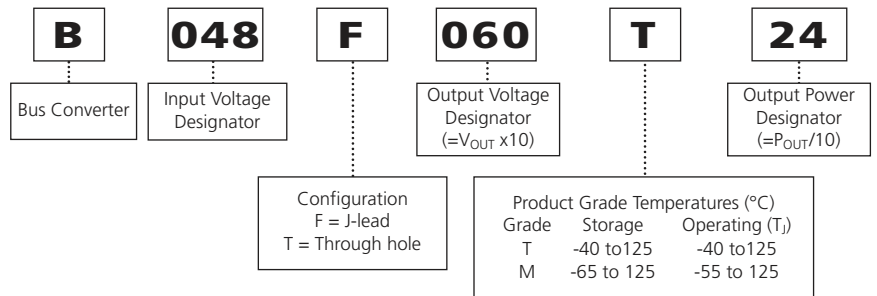 B 048 F 060 T 24
Bus Converter
Input Voltage
Designator
Output Voltage
Designator
(=VOUT x10)
Output Power
Designator
(=POUT/10)
Configuration
F = J-lead
T = Through hole
Product Grade Temperatures (°C)
Grade Storage Operating (TJ)
T -40 to125 -40 to125
M -65 to 125 -55 to 125